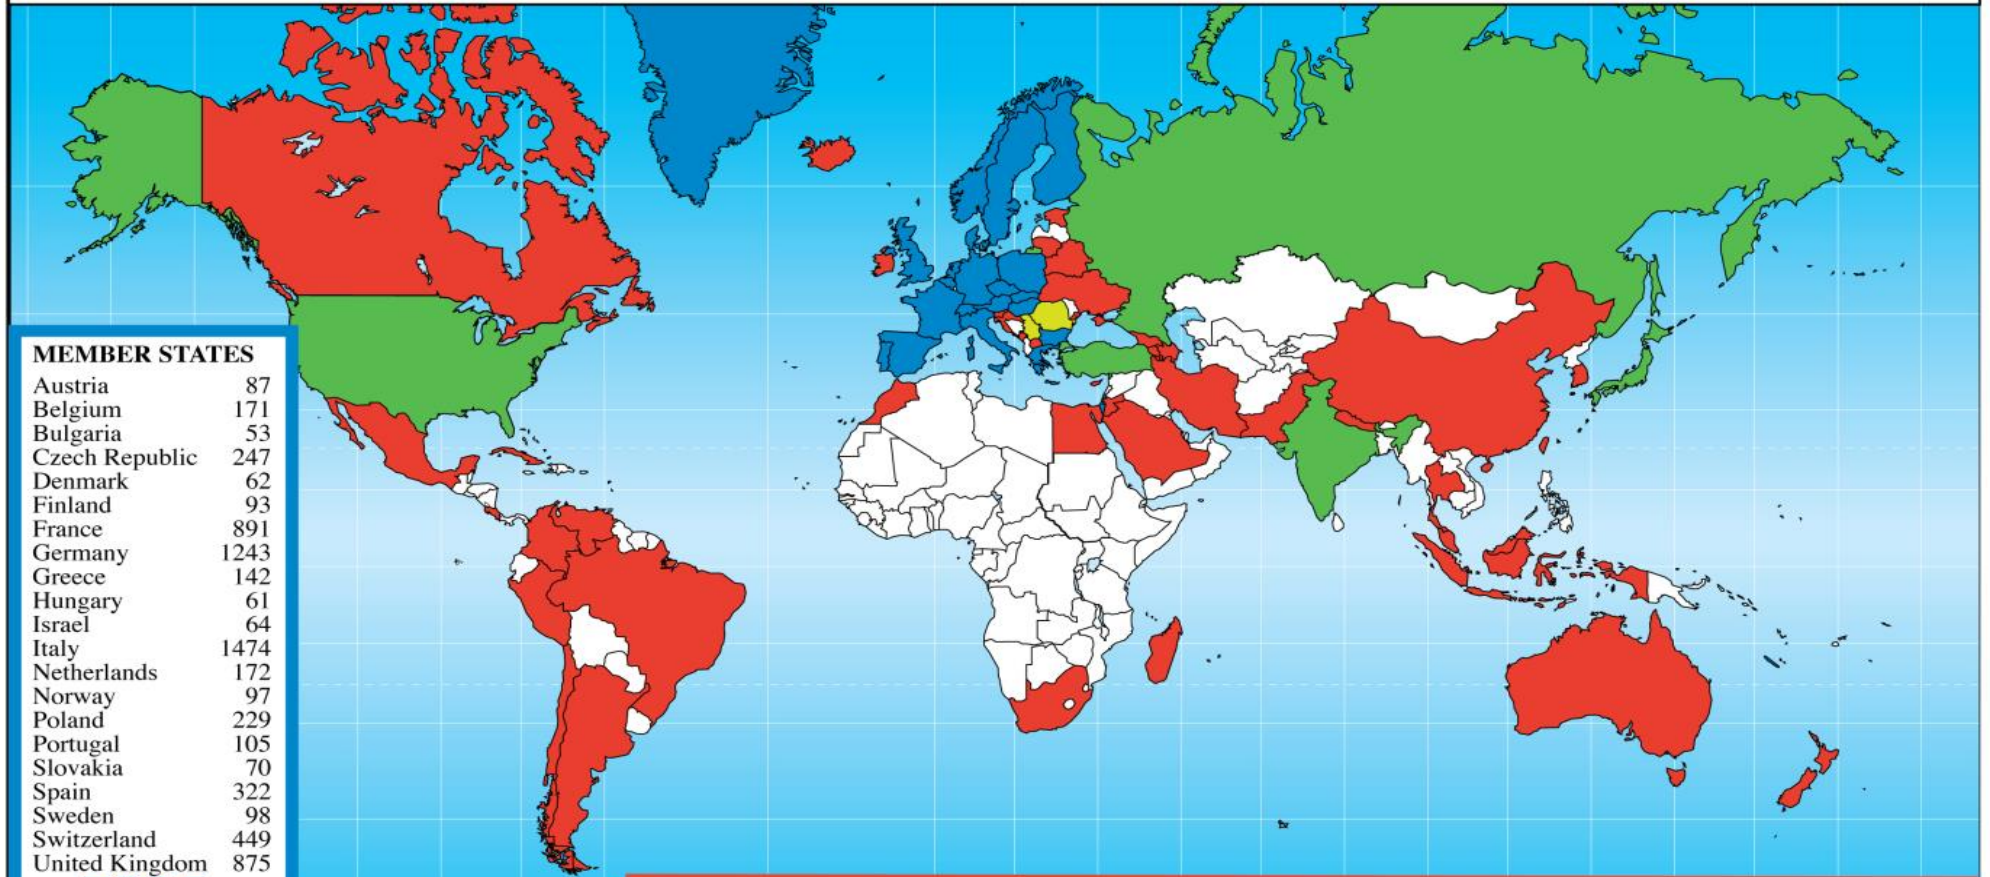 MEMBER STATES
Austria 87
Belgium 171
Bulgaria 53
Czech Republic 247
Denmark 62
Finland 93
France 891
Germany 1243
Greece 142
Hungary 61
Israel 64
Italy 1474
Netherlands 172
Norway 97
Poland 229
Portugal 105
Slovakia 70
Spain 322
Sweden 98
Switzerland 449
United Kingdom 875